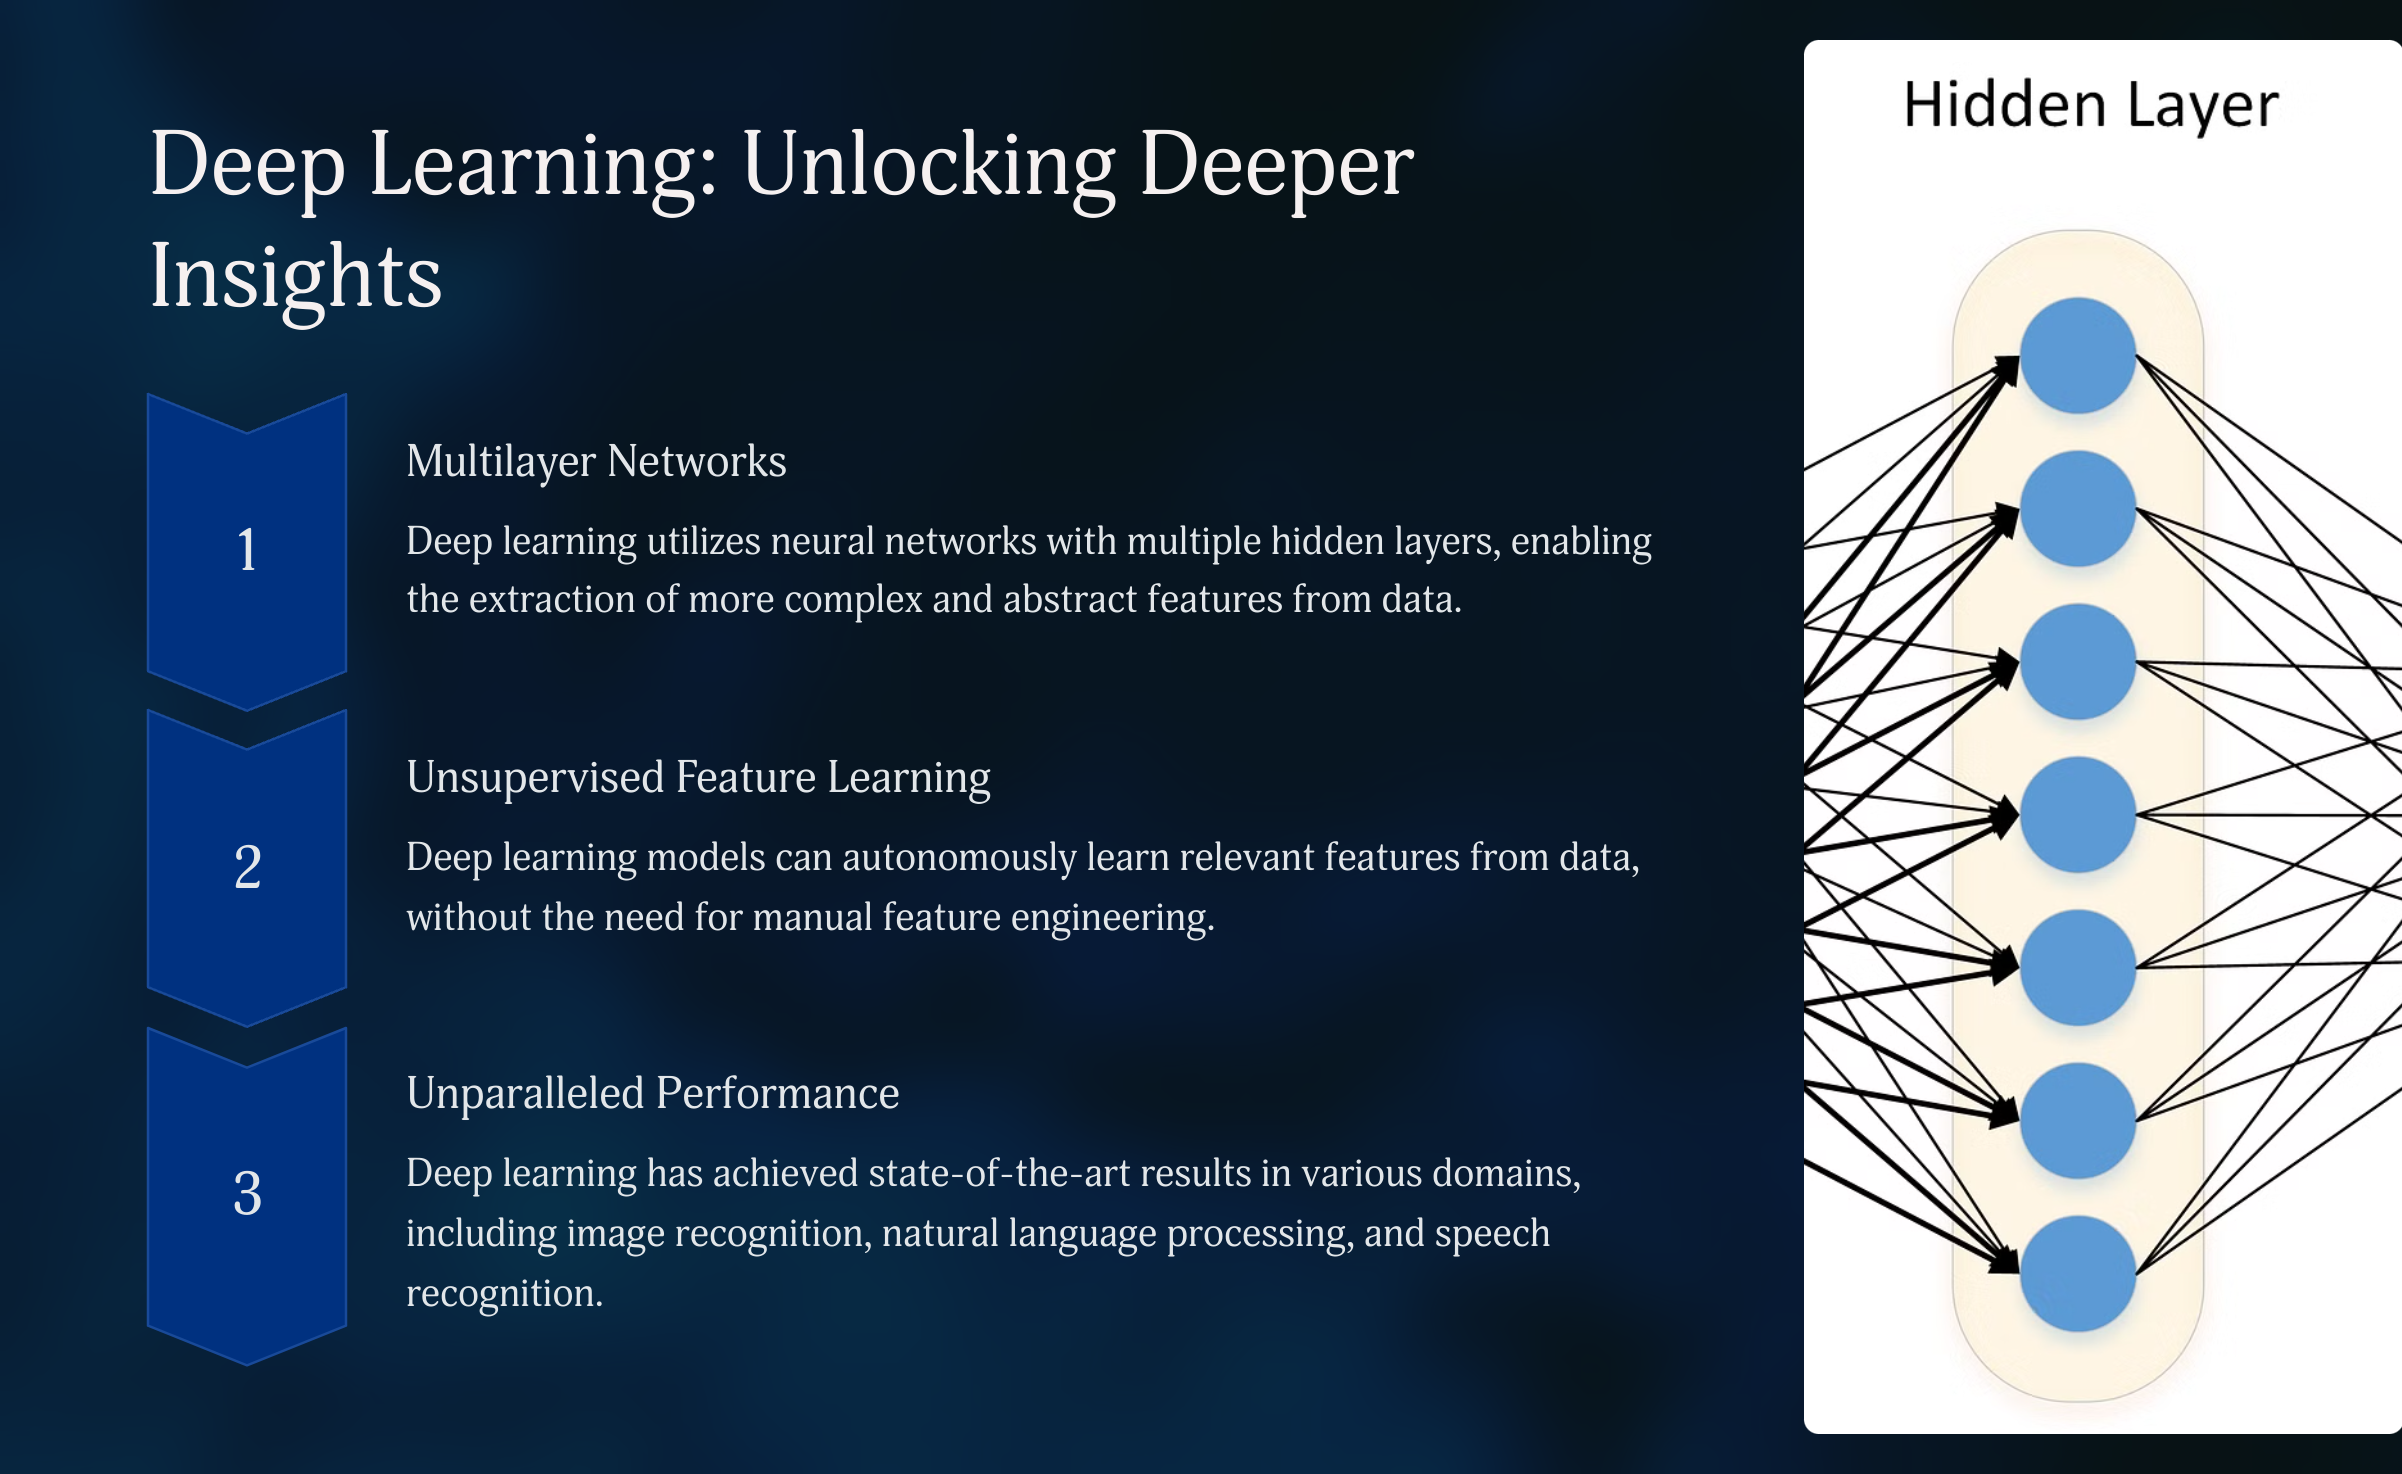 Deep Learning: Unlocking Deeper
Insights
1
Multilayer Networks
Deep learning utilizes neural networks with multiple hidden layers, enabling
the extraction of more complex and abstract features from data.
2
Unsupervised Feature Learning
Deep learning models can autonomously learn relevant features from data,
without the need for manual feature engineering.
3
Unparalleled Performance
Deep learning has achieved state-of-the-art results in various domains,
including image recognition, natural language processing, and speech
recognition.
Hidden Layer